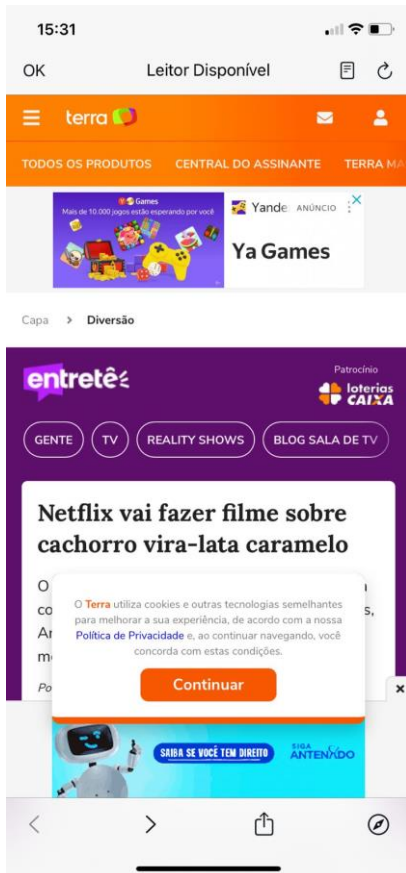 15:31
OK Leitor Disponível
terra
TODOS OS PRODUTOS CENTRAL DO ASSINANTE TERRA MA
Games
Mais de 10.000 jogos estão esperando por você
Yande ANÚNCIO
Ya Games
Capa > Diversão
entretê
Patrocínio
loterias
CAIXA
GENTE TV REALITY SHOWS BLOG SALA DE TV
Netflix vai fazer filme sobre
cachorro vira-lata caramelo
O
co s,
Ar
m
O Terra utiliza cookies e outras tecnologias semelhantes
para melhorar a sua experiência, de acordo com a nossa
Política de Privacidade e, ao continuar navegando, você
concorda com estas condições.
Po
Continuar
SAIBA SE VOCÊ TEM DIREITO
SIGA
ANTENADO